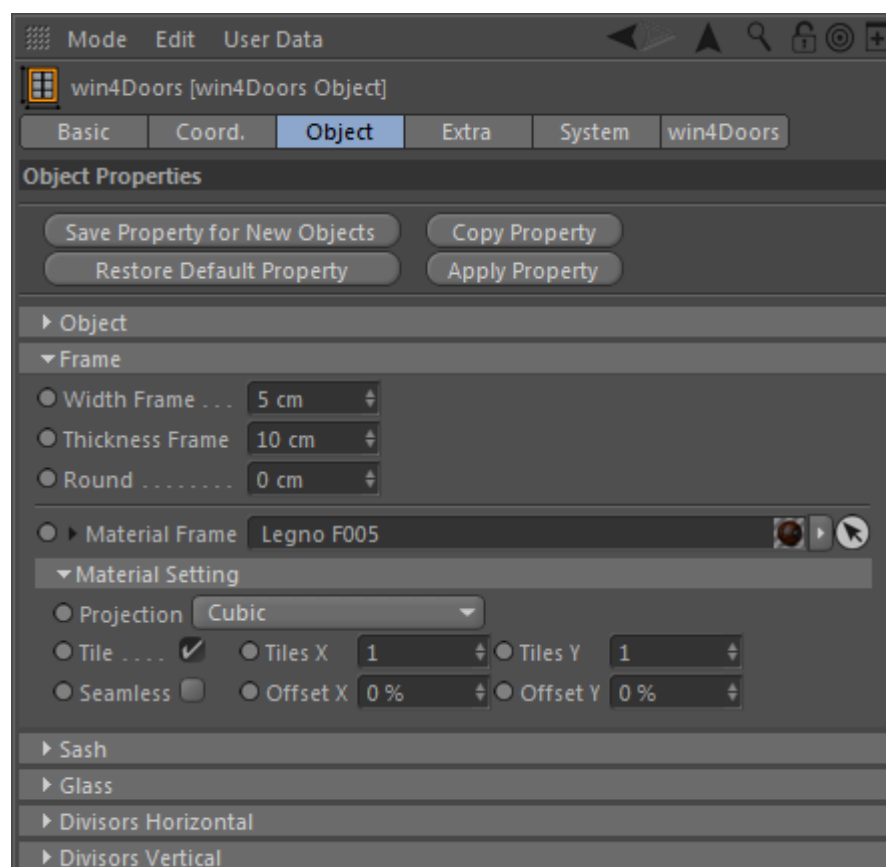 Mode Edit User Data
win4Doors [win4Doors Object]
Basic Coord. Object Extra System win4Doors
Object Properties
Save Property for New Objects Copy Property
Restore Default Property Apply Property
Object
Frame
Width Frame . . . 5 cm
Thickness Frame 10 cm
Round . . . . . . . . 0 cm
Material Frame Legno F005
Material Setting
Projection Cubic
Tile . . . . Tiles X 1 Tiles Y 1
Seamless Offset X 0 % Offset Y 0 %
Sash
Glass
Divisors Horizontal
Divisors Vertical